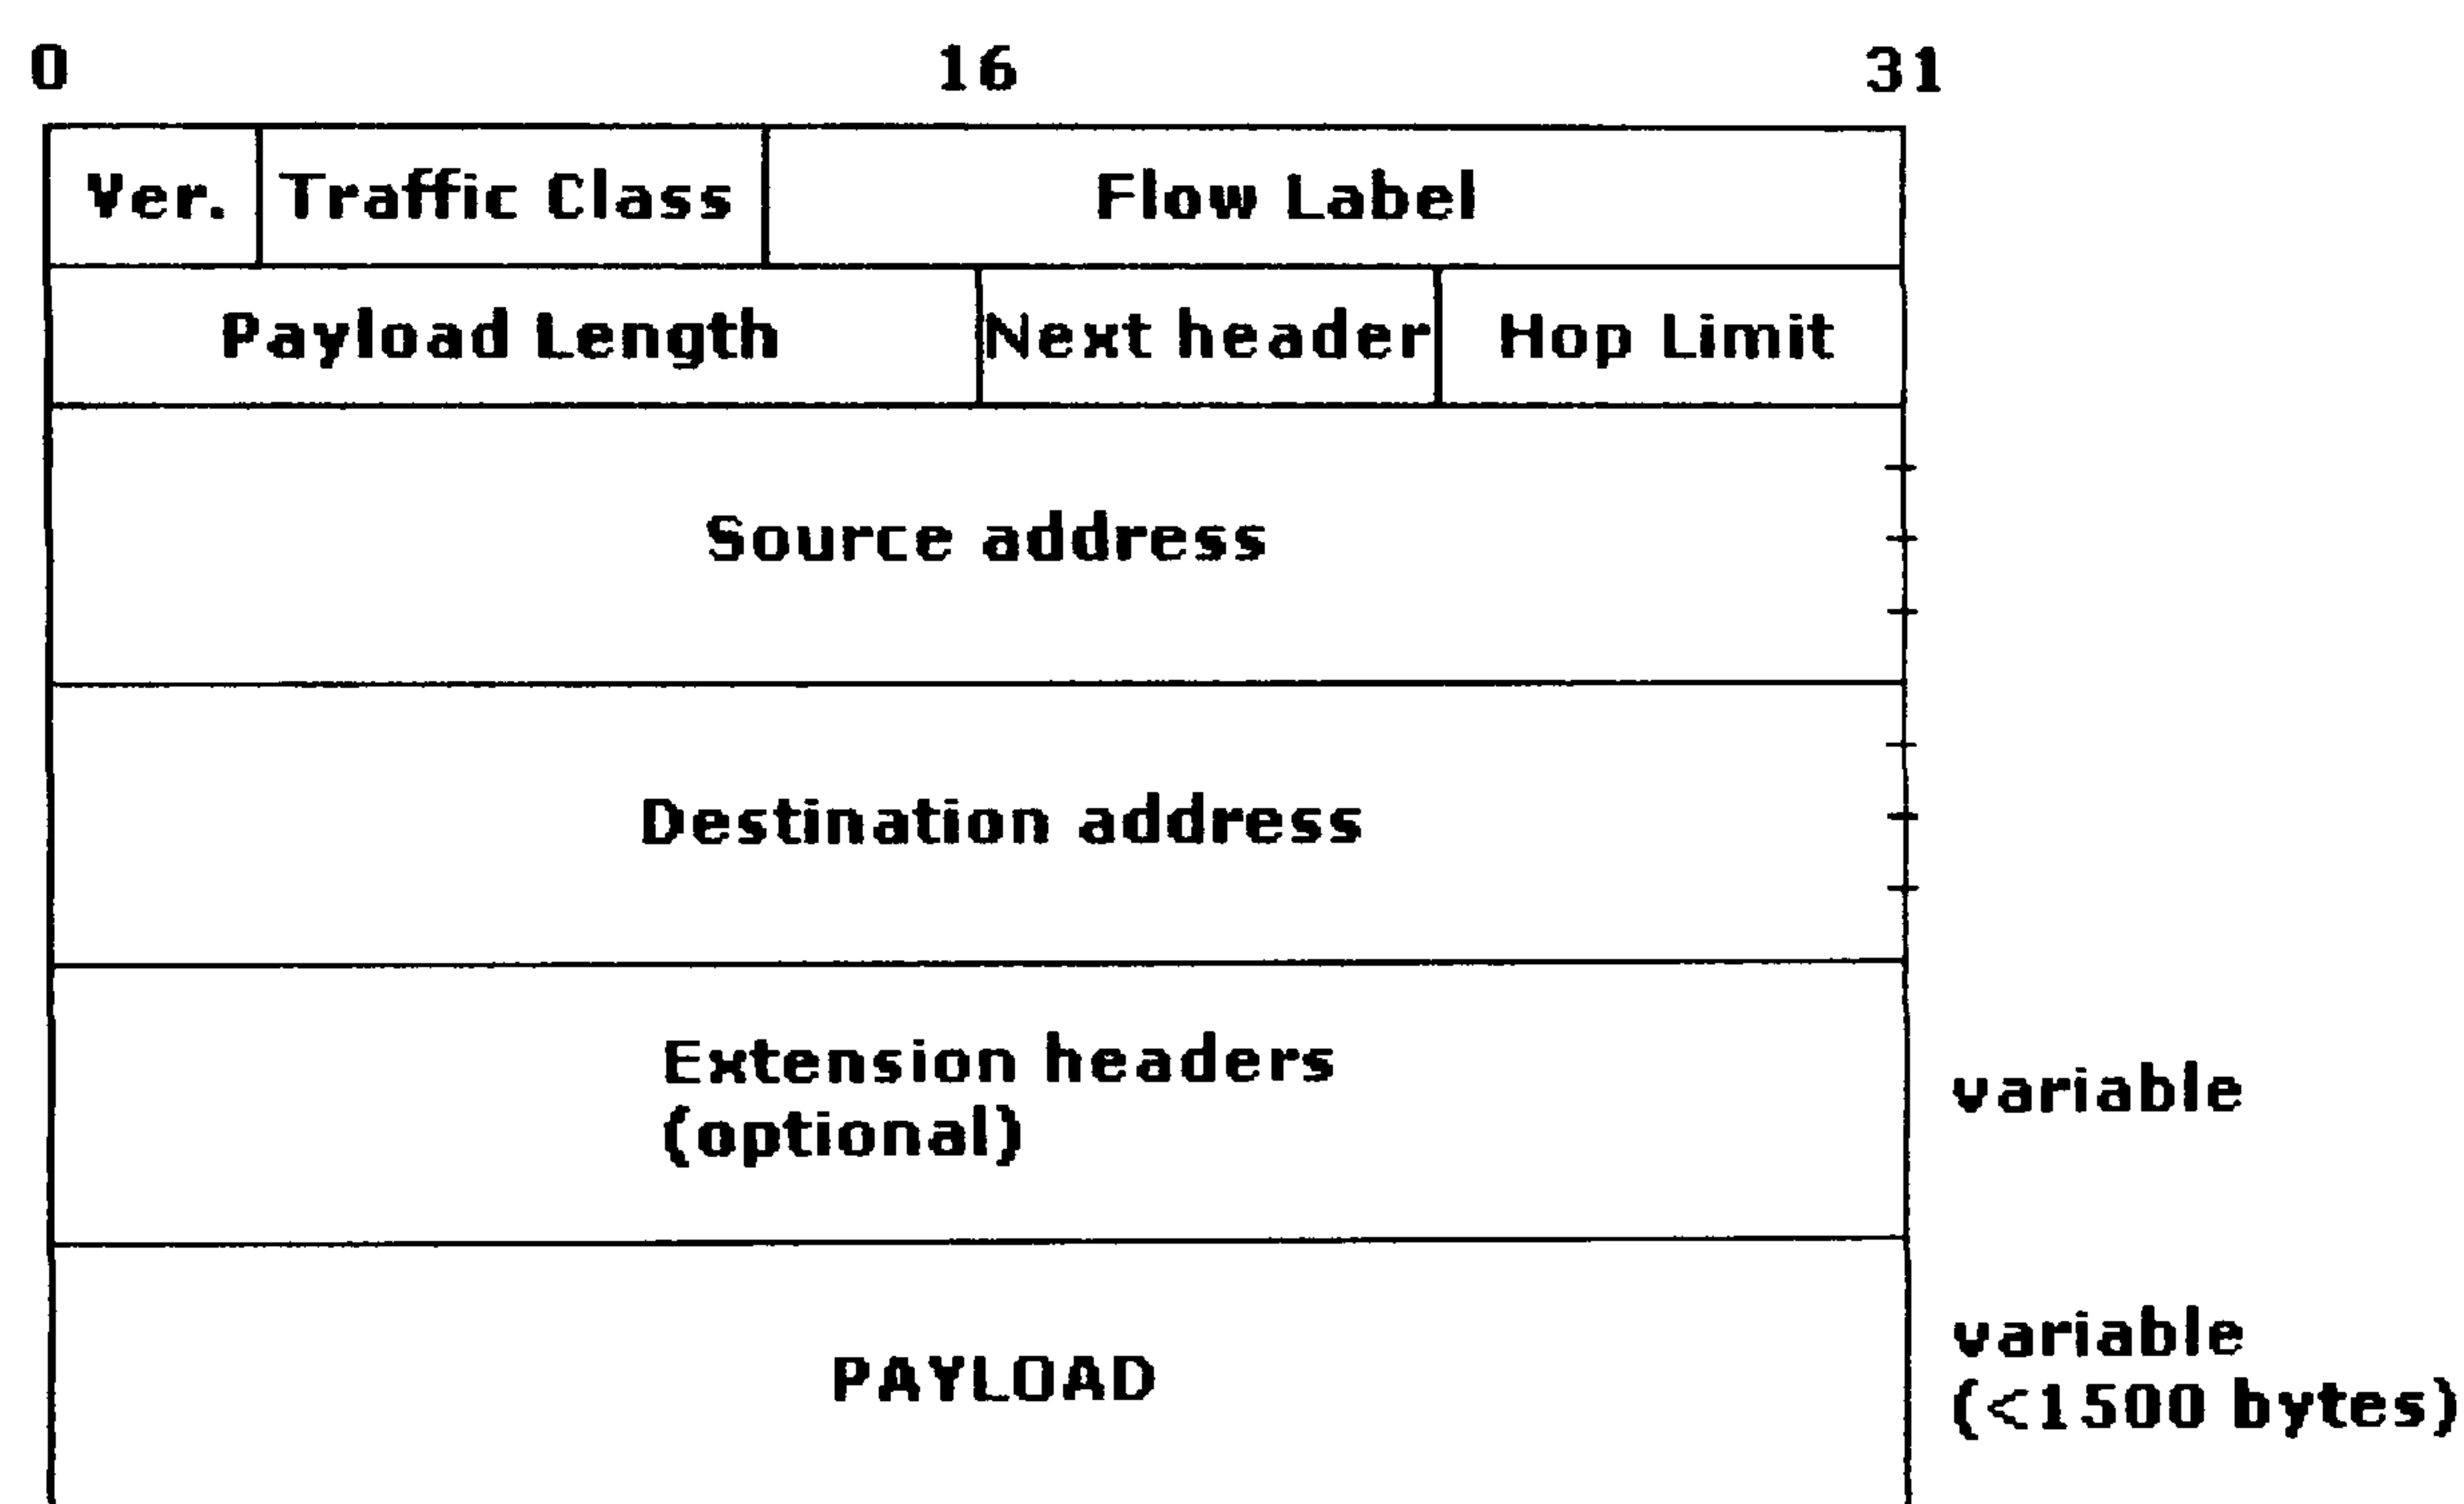 0 16 31
Ver. Traffic Class Flow Label
Payload Length Next header Hop Limit
Source address
Destination address
Extension headers
(optional)
variable
PAYLOAD
variable
(<1500 bytes)